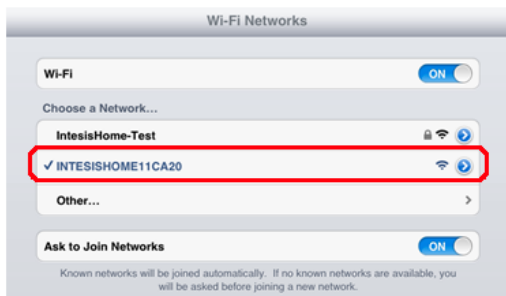 Wi-Fi Networks
Wi-Fi ON
Choose a Network...
IntesisHome-Test
✓ INTESISHOME11CA20
Other...
Ask to Join Networks ON
Known networks will be joined automatically. If no known networks are available, you
will be asked before joining a new network.